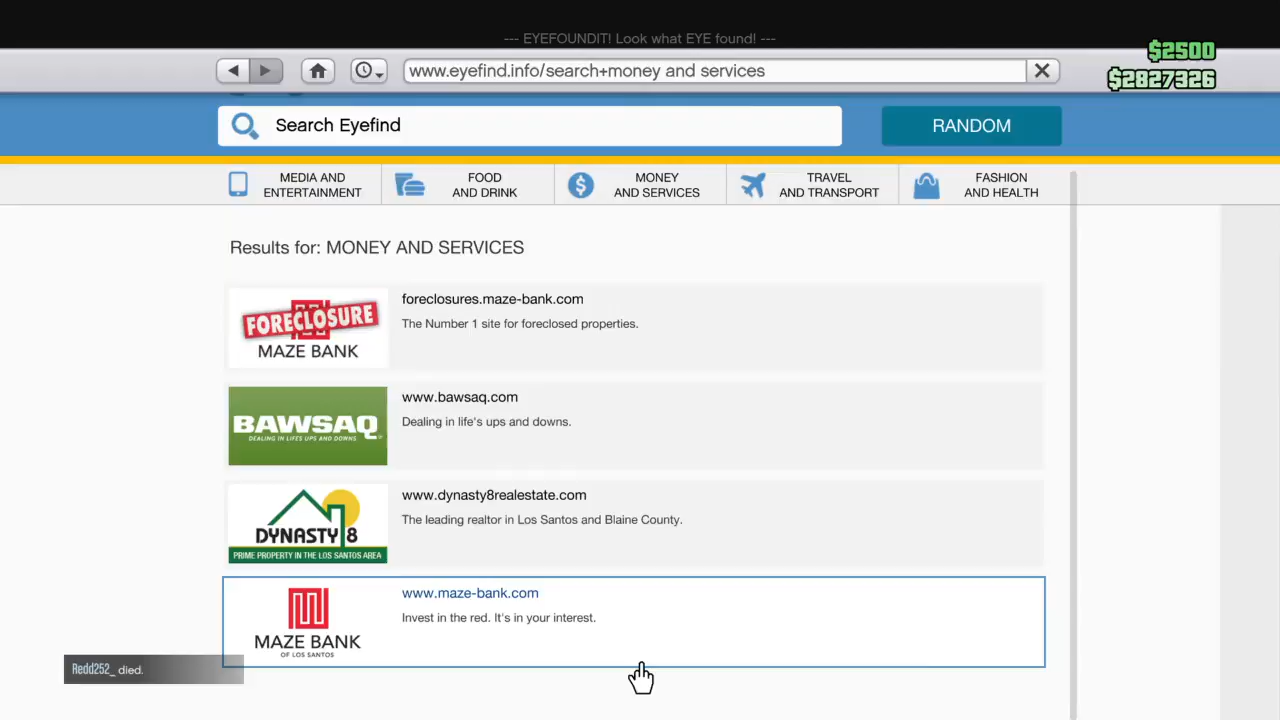 --- EYEFOUNDIT! Look what EYE found! ---
$2500
www.eyefind.info/search+money and services
$2827326
Search Eyefind
RANDOM
MEDIA AND
ENTERTAINMENT
FOOD
AND DRINK
MONEY
AND SERVICES
TRAVEL
AND TRANSPORT
FASHION
AND HEALTH
Results for: MONEY AND SERVICES
FORECLOSURE
MAZE BANK
foreclosures.maze-bank.com
The Number 1 site for foreclosed properties.
BAWSAQ
DEALING IN LIFES UPS AND DOWNS
www.bawsaq.com
Dealing in life's ups and downs.
DYNASTY 8
PRIME PROPERTY IN THE LOS SANTOS AREA
www.dynasty8realestate.com
The leading realtor in Los Santos and Blaine County.
MAZE BANK
OF LOS SANTOS
www.maze-bank.com
Invest in the red. It's in your interest.
Redd252_ died.